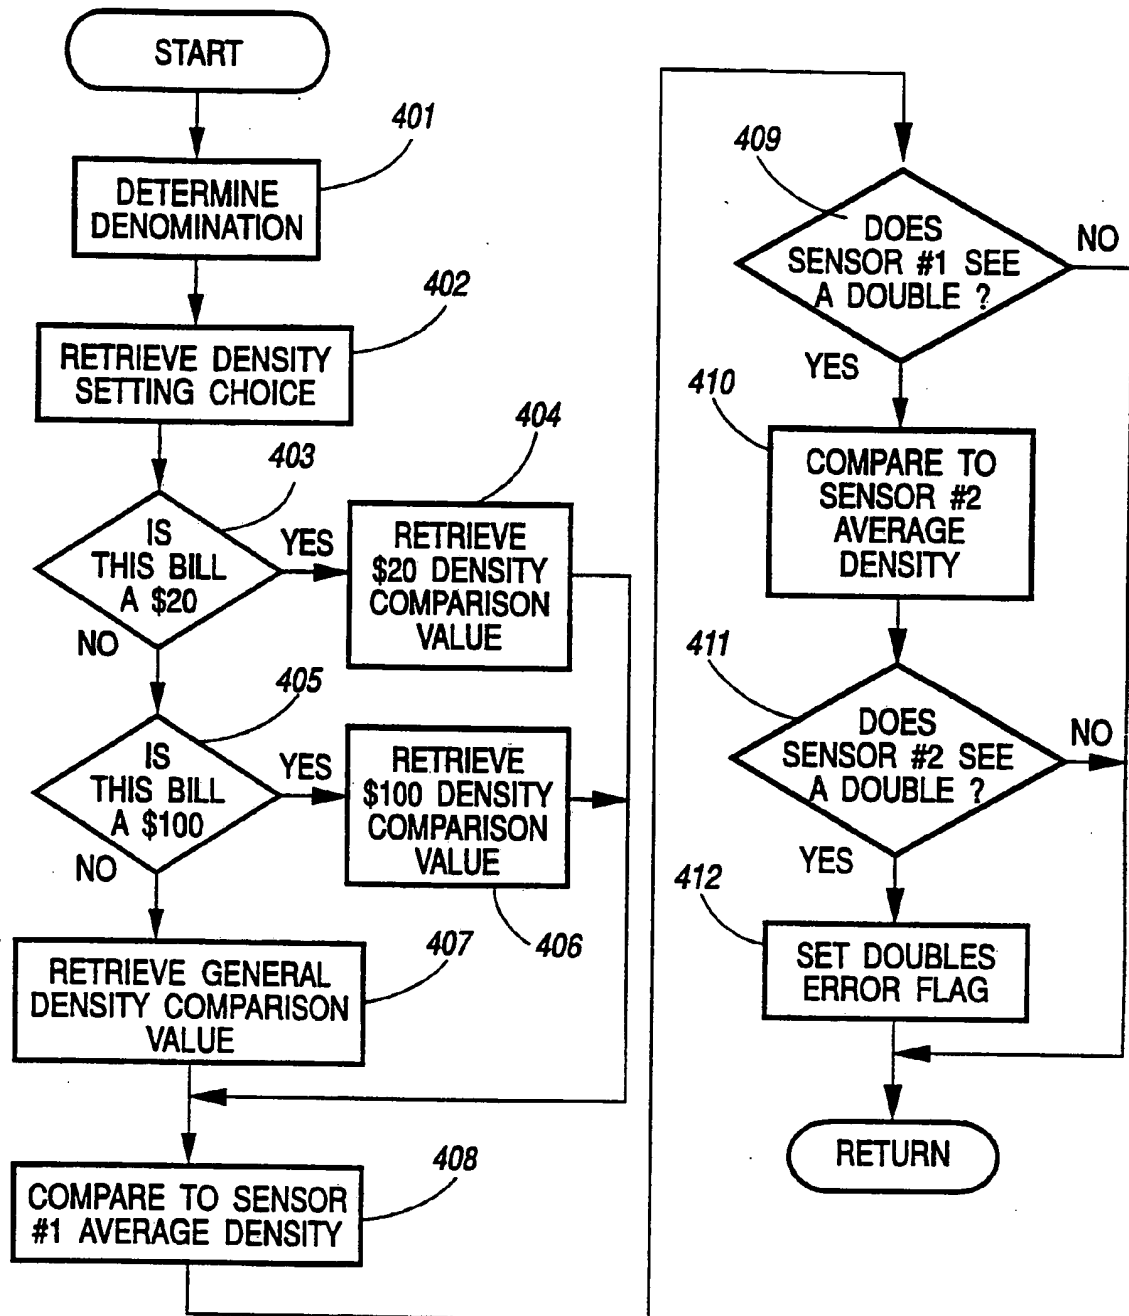 START
401
DETERMINE
DENOMINATION
402
RETRIEVE DENSITY
SETTING CHOICE
403
IS
THIS BILL
A $20
YES
NO
404
RETRIEVE
$20 DENSITY
COMPARISON
VALUE
405
IS
THIS BILL
A $100
YES
NO
RETRIEVE
$100 DENSITY
COMPARISON
VALUE
406
407
RETRIEVE GENERAL
DENSITY COMPARISON
VALUE
408
COMPARE TO SENSOR
#1 AVERAGE DENSITY
409
DOES
SENSOR #1 SEE
A DOUBLE ?
NO
YES
410
COMPARE TO
SENSOR #2
AVERAGE
DENSITY
411
DOES
SENSOR #2 SEE
A DOUBLE ?
NO
YES
412
SET DOUBLES
ERROR FLAG
RETURN